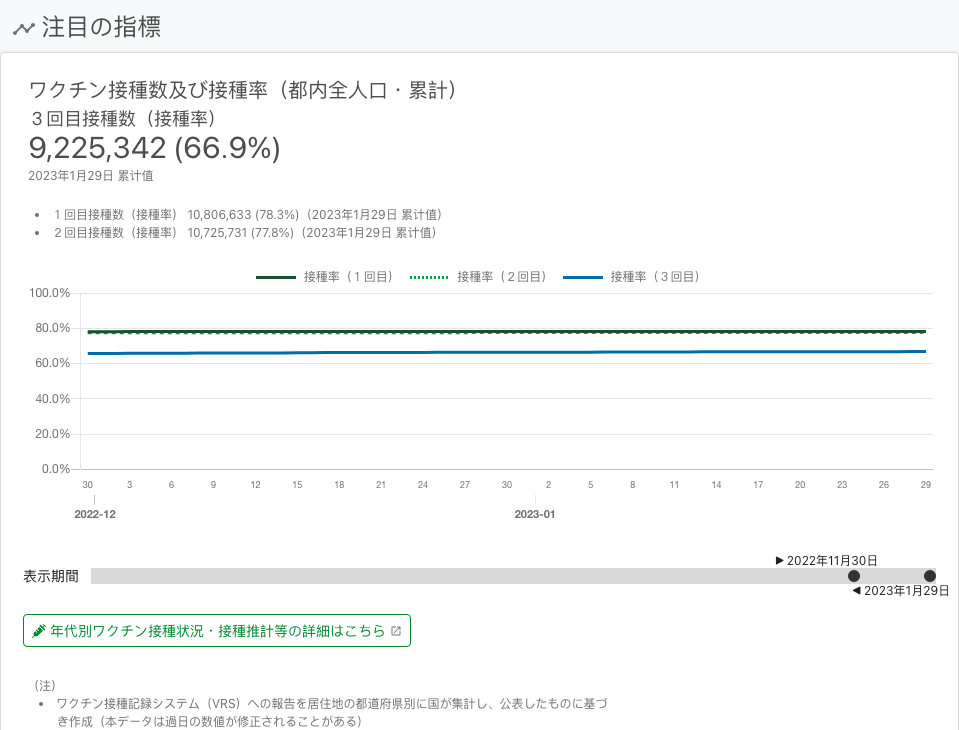 注目の指標
ワクチン接種数及び接種率（都内全人口・累計）
３回目接種数（接種率）
9,225,342 (66.9%)
2023年1月29日 累計値
• １回目接種数（接種率） 10,806,633 (78.3%)（2023年1月29日 累計値）
• ２回目接種数（接種率） 10,725,731 (77.8%)（2023年1月29日 累計値）
接種率（１回目） 接種率（２回目） 接種率（３回目）
100.0%
80.0%
60.0%
40.0%
20.0%
0.0%
30 3 6 9 12 15 18 21 24 27 30 2 5 8 11 14 17 20 23 26 29
2022-12 2023-01
▶ 2022年11月30日
表示期間
◀ 2023年1月29日
年代別ワクチン接種状況・接種推計等の詳細はこちら
（注）
• ワクチン接種記録システム（VRS）への報告を居住地の都道府県別に国が集計し、公表したものに基づ
き作成（本データは過日の数値が修正されることがある）